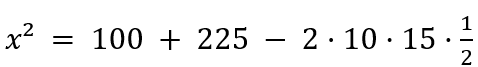 x² = 100 + 225 − 2 · 10 · 15 · ½